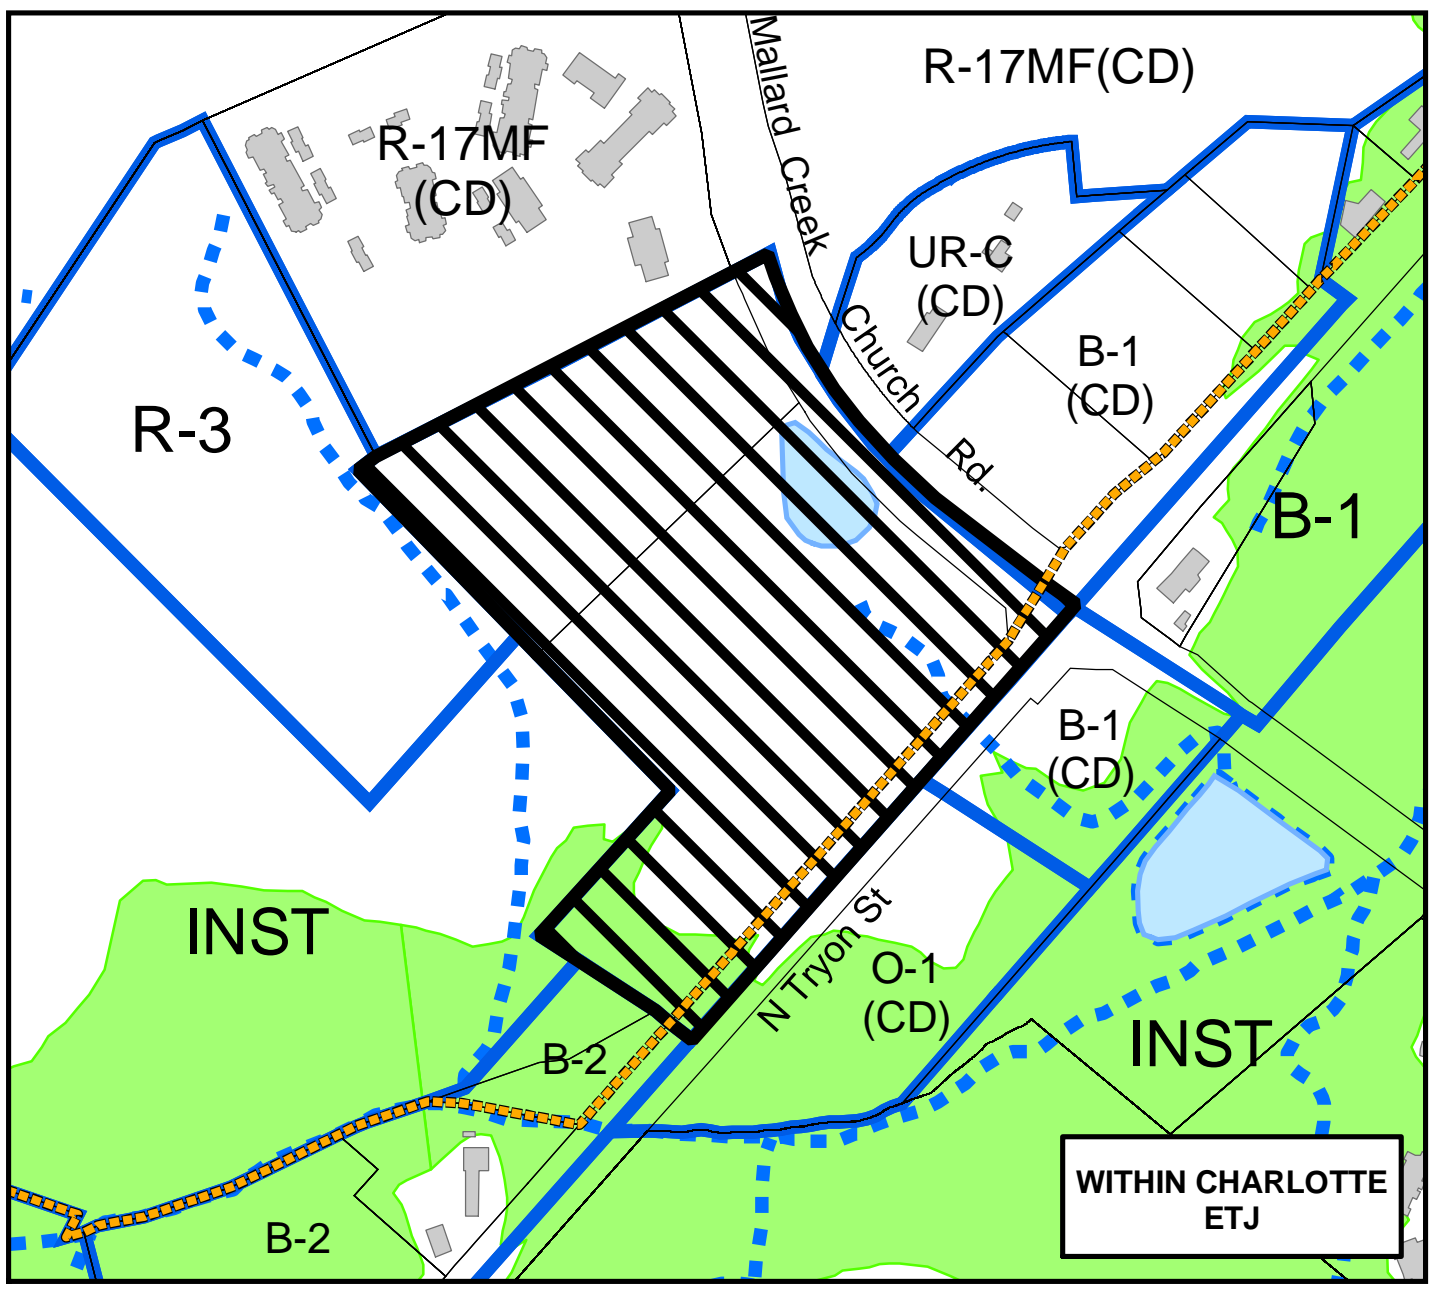 R-17MF(CD)
Mallard Creek
Church
Rd.
R-17MF
(CD)
UR-C
(CD)
B-1
(CD)
R-3
B-1
B-1
(CD)
INST
N Tryon St
O-1
(CD)
INST
B-2
WITHIN CHARLOTTE
ETJ
B-2